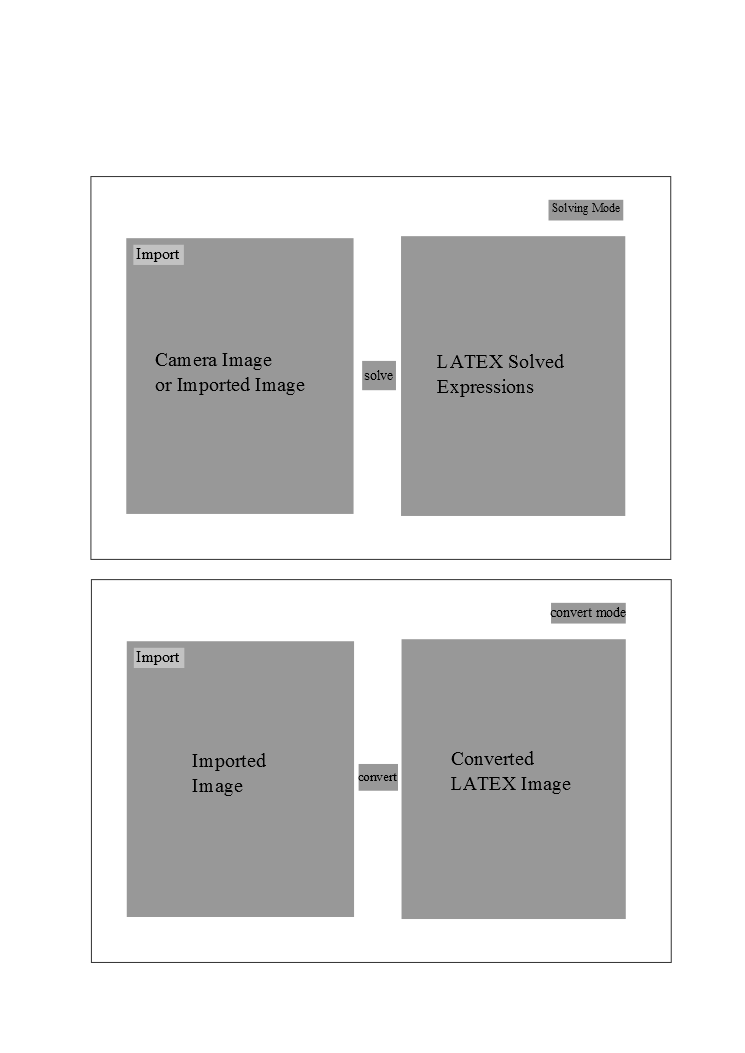 Solving Mode
Import
Camera Image
or Imported Image
solve
LATEX Solved
Expressions
convert mode
Import
Imported
Image
convert
Converted
LATEX Image